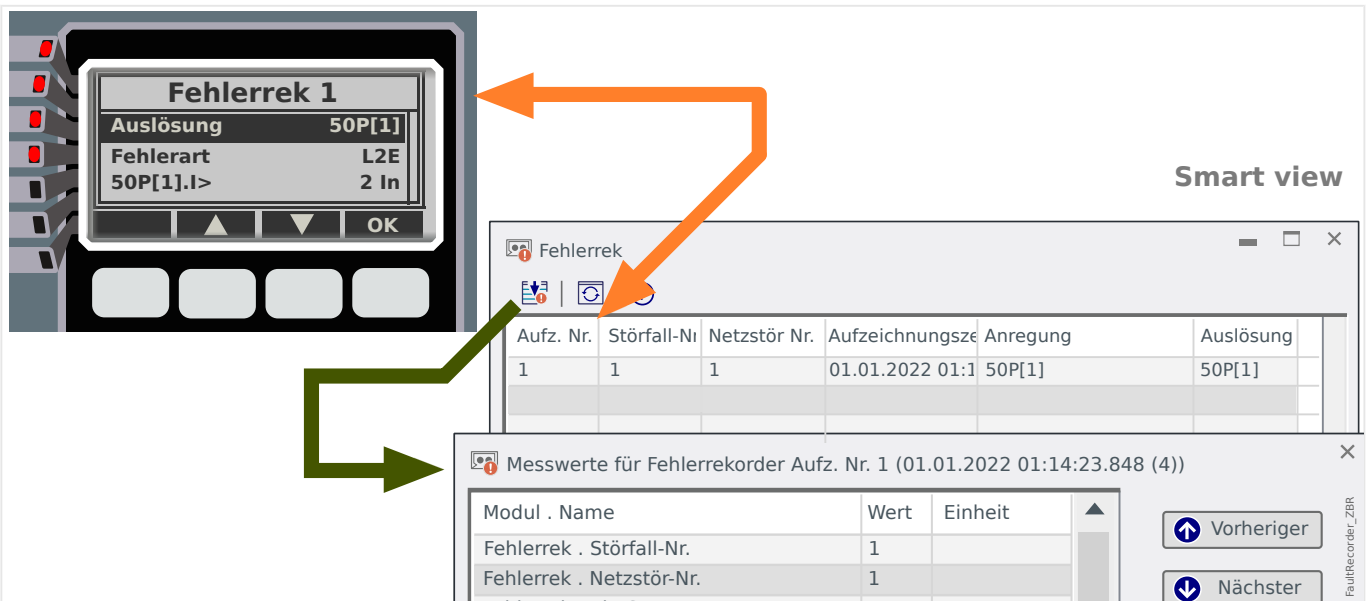 Fehlerrek 1
Auslösung 50P[1]
Fehlerart L2E
50P[1].I> 2 In
OK
Smart view
Fehlerrek
Aufz. Nr. Störfall-Nr Netzstör Nr. Aufzeichnungsze Anregung Auslösung
1 1 1 01.01.2022 01:1 50P[1] 50P[1]
Messwerte für Fehlerrekorder Aufz. Nr. 1 (01.01.2022 01:14:23.848 (4))
Modul . Name Wert Einheit
Fehlerrek . Störfall-Nr. 1
Fehlerrek . Netzstör-Nr. 1
Vorheriger
Nächster
FaultRecorder_ZBR